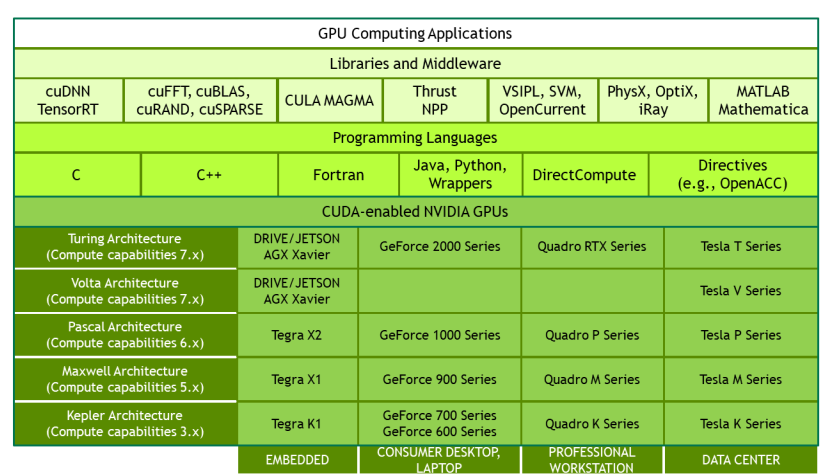 GPU Computing Applications
Libraries and Middleware
cuDNN
TensorRT
cuFFT, cuBLAS,
cuRAND, cuSPARSE
CULA MAGMA
Thrust
NPP
VSIPL, SVM,
OpenCurrent
PhysX, OptiX,
iRay
MATLAB
Mathematica
Programming Languages
C
C++
Fortran
Java, Python,
Wrappers
DirectCompute
Directives
(e.g., OpenACC)
CUDA-enabled NVIDIA GPUs
Turing Architecture
(Compute capabilities 7.x)
DRIVE/JETSON
AGX Xavier
GeForce 2000 Series
Quadro RTX Series
Tesla T Series
Volta Architecture
(Compute capabilities 7.x)
DRIVE/JETSON
AGX Xavier
Tesla V Series
Pascal Architecture
(Compute capabilities 6.x)
Tegra X2
GeForce 1000 Series
Quadro P Series
Tesla P Series
Maxwell Architecture
(Compute capabilities 5.x)
Tegra X1
GeForce 900 Series
Quadro M Series
Tesla M Series
Kepler Architecture
(Compute capabilities 3.x)
Tegra K1
GeForce 700 Series
GeForce 600 Series
Quadro K Series
Tesla K Series
EMBEDDED
CONSUMER DESKTOP,
LAPTOP
PROFESSIONAL
WORKSTATION
DATA CENTER